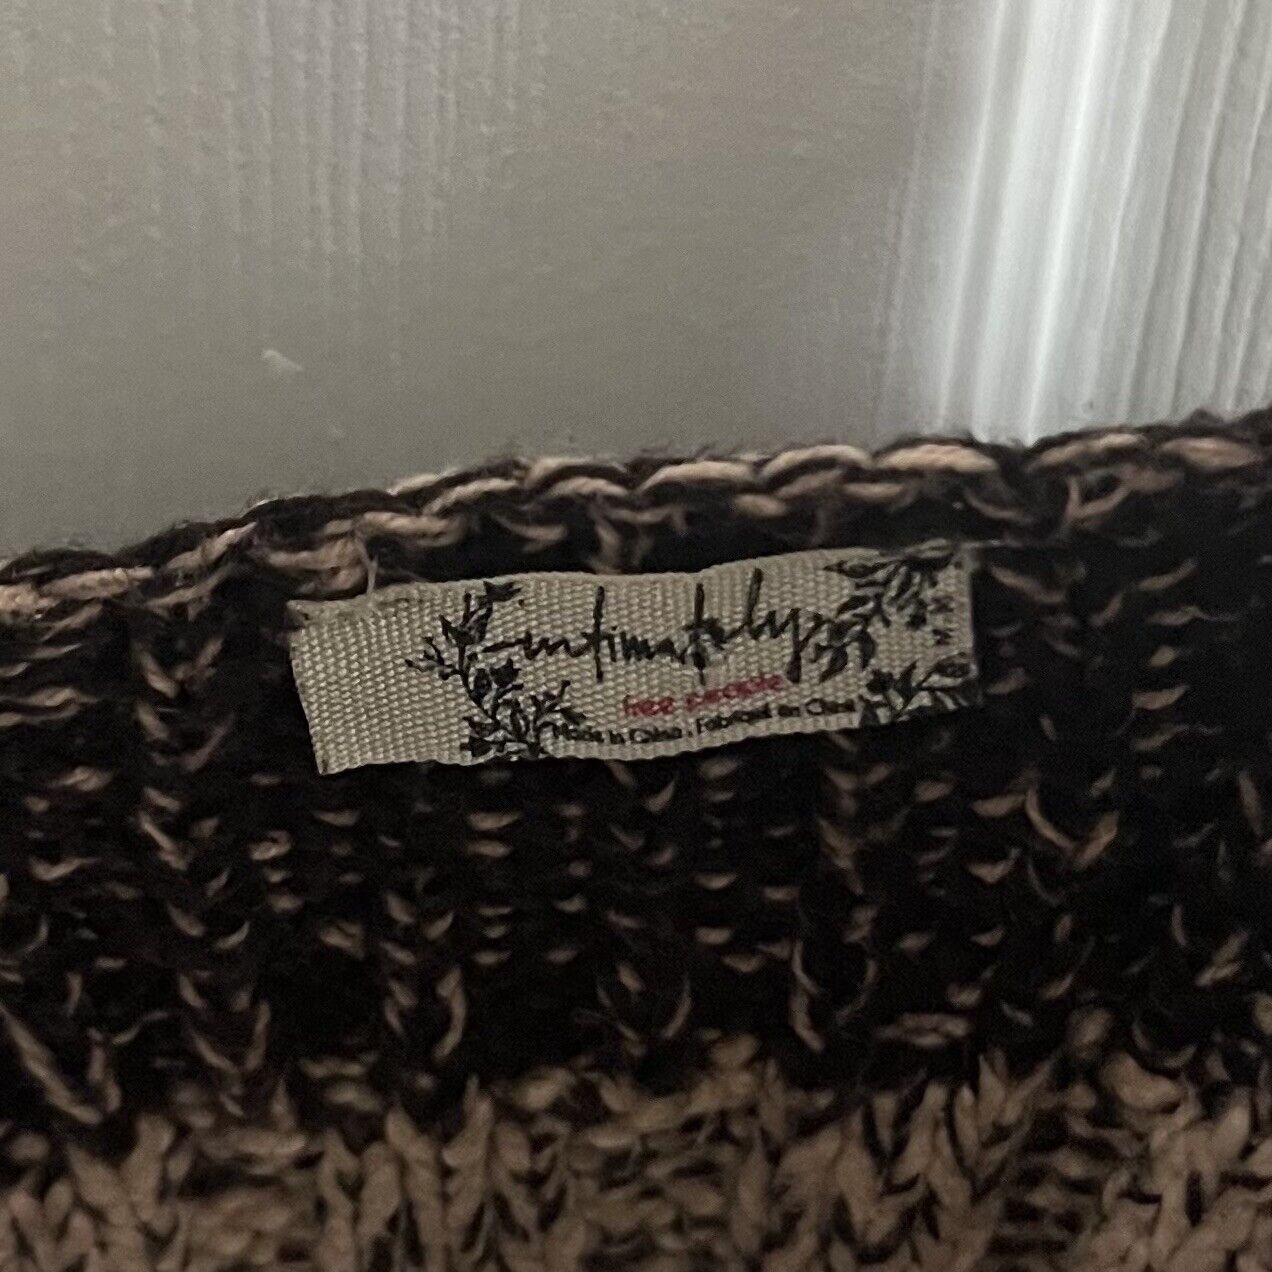 intimately
free people
Made in China . Fabriqué en Chine
M M